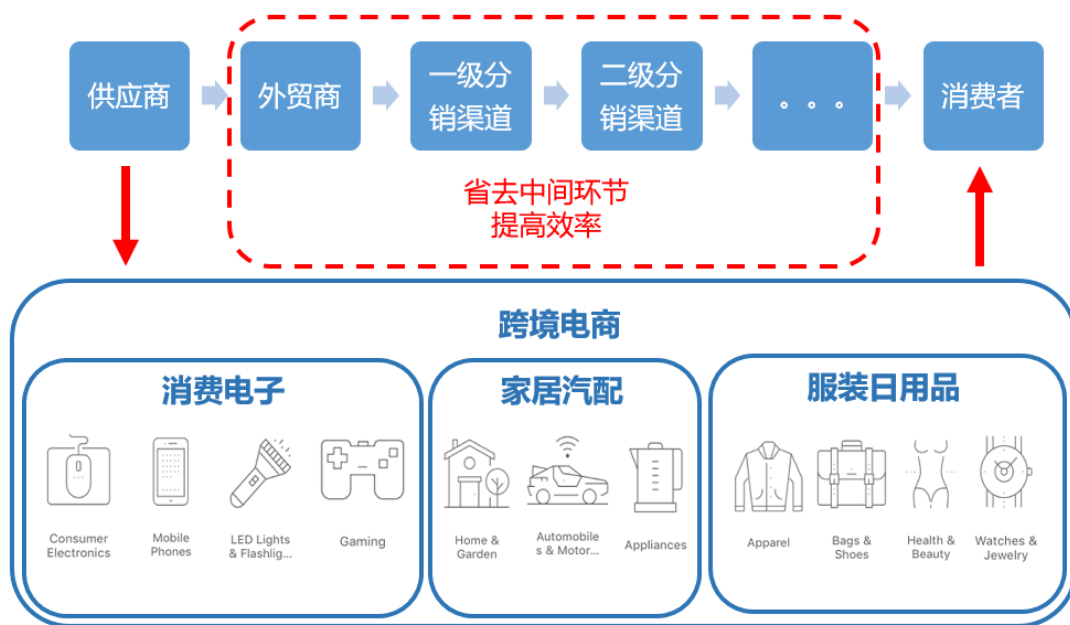 供应商
外贸商
一级分
销渠道
二级分
销渠道
。。。
消费者
省去中间环节
提高效率
跨境电商
消费电子
家居汽配
服装日用品
Consumer
Electronics
Mobile
Phones
LED Lights
& Flashlig...
Gaming
Home &
Garden
Automobile
s & Motor...
Appliances
Apparel
Bags &
Shoes
Health &
Beauty
Watches &
Jewelry